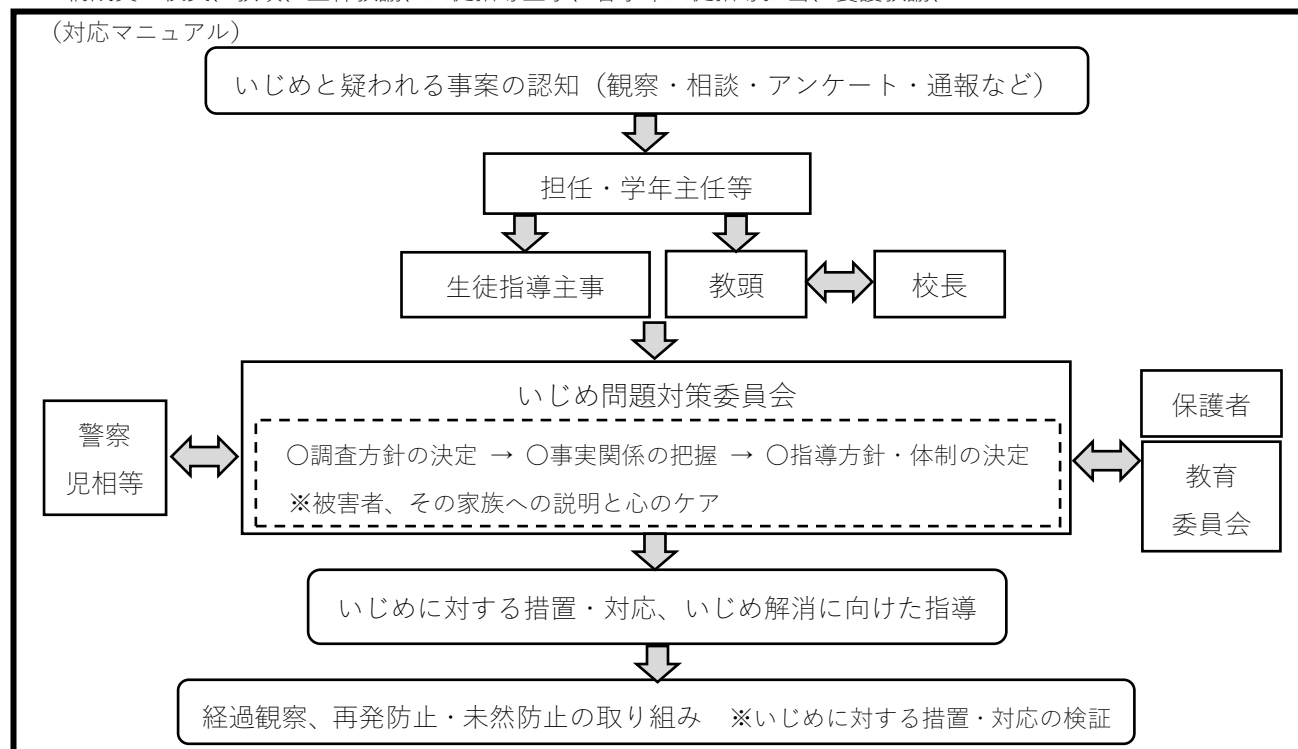 (対応マニュアル)
いじめと疑われる事案の認知（観察・相談・アンケート・通報など）
担任・学年主任等
生徒指導主事
教頭
校長
いじめ問題対策委員会
○調査方針の決定 → ○事実関係の把握 → ○指導方針・体制の決定
※被害者、その家族への説明と心のケア
警察
児相等
保護者
教育
委員会
いじめに対する措置・対応、いじめ解消に向けた指導
経過観察、再発防止・未然防止の取り組み　※いじめに対する措置・対応の検証